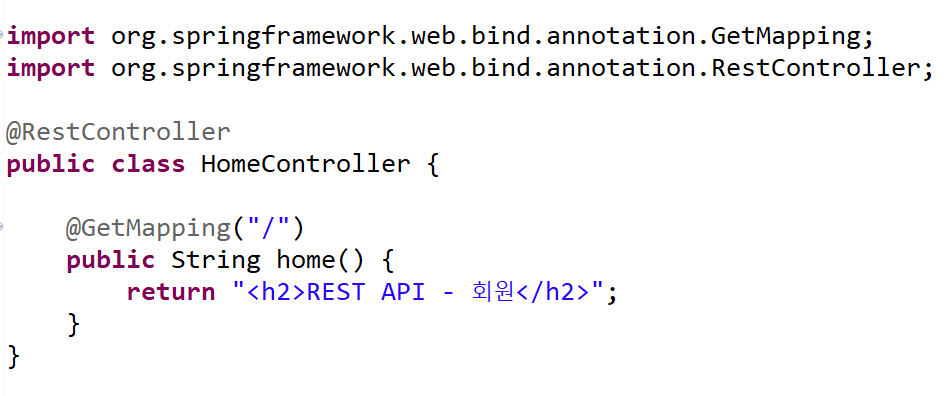 import org.springframework.web.bind.annotation.GetMapping;
import org.springframework.web.bind.annotation.RestController;
@RestController
public class HomeController {
@GetMapping("/")
public String home() {
return "<h2>REST API - 회원</h2>";
}
}